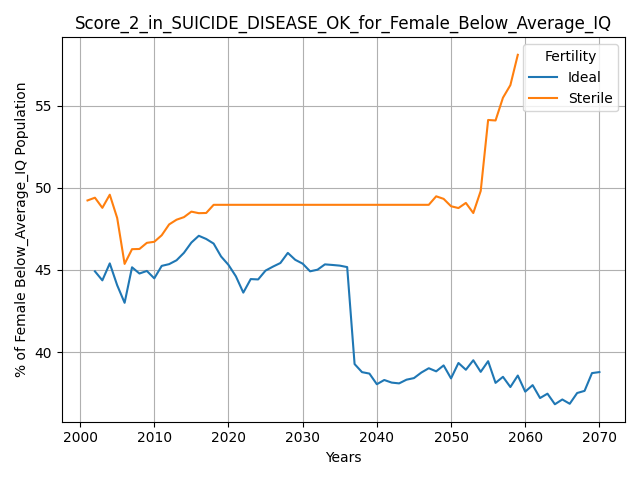 Score_2_in_SUICIDE_DISEASE_OK_for_Female_Below_Average_IQ
Fertility
Ideal
Sterile
% of Female Below_Average_IQ Population
55
50
45
40
2000 2010 2020 2030 2040 2050 2060 2070
Years